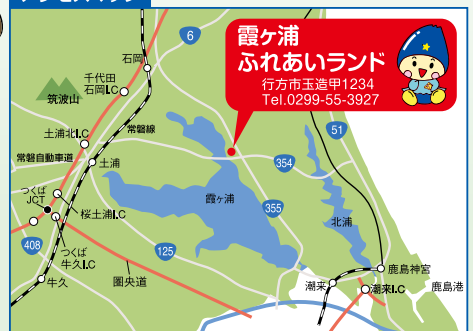 霞ヶ浦
ふれあいランド
行方市玉造甲1234
Tel.0299-55-3927
6
石岡
千代田
石岡I.C
筑波山
51
土浦北I.C
常磐線
常磐自動車道
土浦
354
つくば
JCT
霞ヶ浦
桜土浦I.C
355
北浦
408
つくば
牛久I.C
125
鹿島神宮
牛久
圏央道
潮来
潮来I.C
鹿島港